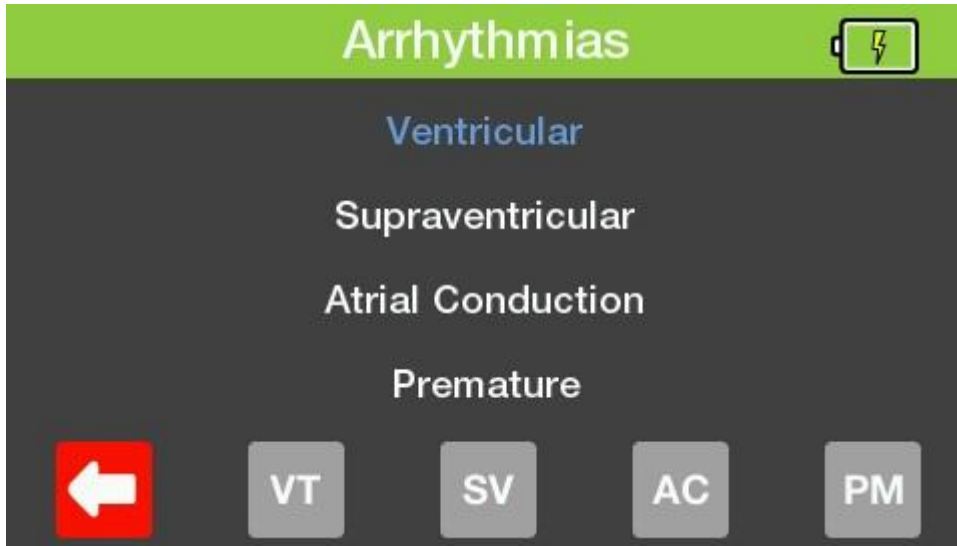 Arrhythmias
Ventricular
Supraventricular
Atrial Conduction
Premature
VT SV AC PM